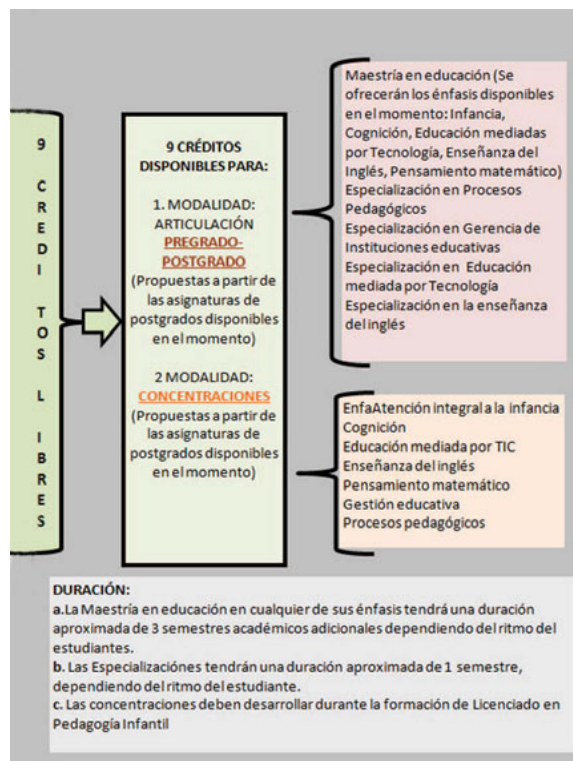 9 CREDITOS LIBRES
9 CRÉDITOS
DISPONIBLES PARA:
1. MODALIDAD:
ARTICULACIÓN
PREGRADO-
POSTGRADO
(Propuestas a partir de
las asignaturas de
postgrados disponibles
en el momento)
2 MODALIDAD:
CONCENTRACIONES
(Propuestas a partir de
las asignaturas de
postgrados disponibles
en el momento)
Maestría en educación (Se
ofrecerán los énfasis disponibles
en el momento: Infancia,
Cognición, Educación mediadas
por Tecnología, Enseñanza del
Inglés, Pensamiento matemático)
Especialización en Procesos
Pedagógicos
Especialización en Gerencia de
Instituciones educativas
Especialización en Educación
mediada por Tecnología
Especialización en la enseñanza
del inglés
EnfaAtención integral a la infancia
Cognición
Educación mediada por TIC
Enseñanza del inglés
Pensamiento matemático
Gestión educativa
Procesos pedagógicos
DURACIÓN:
a.La Maestría en educación en cualquier de sus énfasis tendrá una duración
aproximada de 3 semestres académicos adicionales dependiendo del ritmo del
estudiantes.
b. Las Especializaciónes tendrán una duración aproximada de 1 semestre,
dependiendo del ritmo del estudiante.
c. Las concentraciones deben desarrollar durante la formación de Licenciado en
Pedagogía Infantil